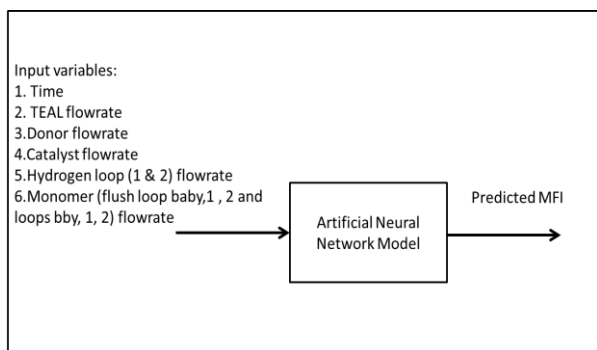 Input variables:
1. Time
2. TEAL flowrate
3.Donor flowrate
4.Catalyst flowrate
5.Hydrogen loop (1 & 2) flowrate
6.Monomer (flush loop baby,1 , 2 and
loops bby, 1, 2) flowrate
Artificial Neural
Network Model
Predicted MFI